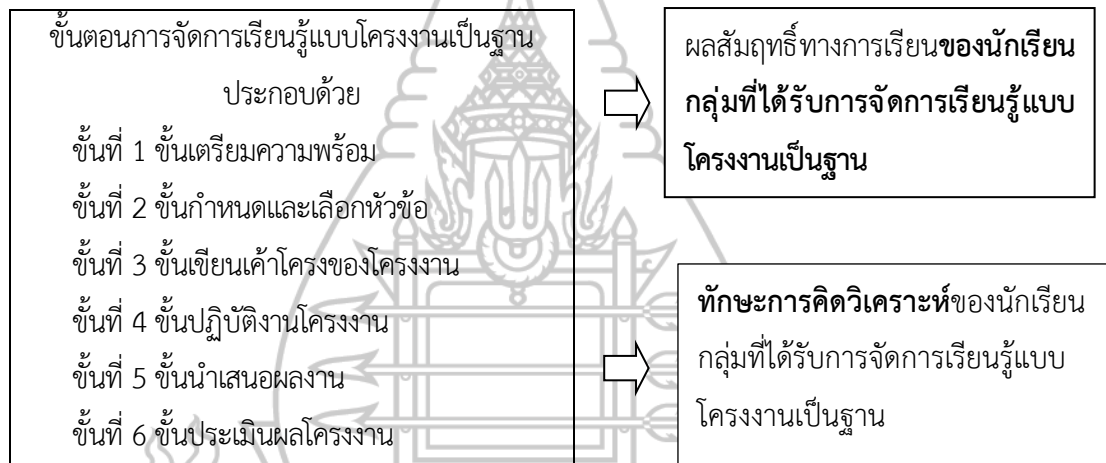 ขั้นตอนการจัดการเรียนรู้แบบโครงงานเป็นฐาน
ประกอบด้วย
ขั้นที่ 1 ขั้นเตรียมความพร้อม
ขั้นที่ 2 ขั้นกำหนดและเลือกหัวข้อ
ขั้นที่ 3 ขั้นเขียนเค้าโครงของโครงงาน
ขั้นที่ 4 ขั้นปฏิบัติงานโครงงาน
ขั้นที่ 5 ขั้นนำเสนอผลงาน
ขั้นที่ 6 ขั้นประเมินผลโครงงาน
ผลสัมฤทธิ์ทางการเรียนของนักเรียน
กลุ่มที่ได้รับการจัดการเรียนรู้แบบ
โครงงานเป็นฐาน
ทักษะการคิดวิเคราะห์ของนักเรียน
กลุ่มที่ได้รับการจัดการเรียนรู้แบบ
โครงงานเป็นฐาน